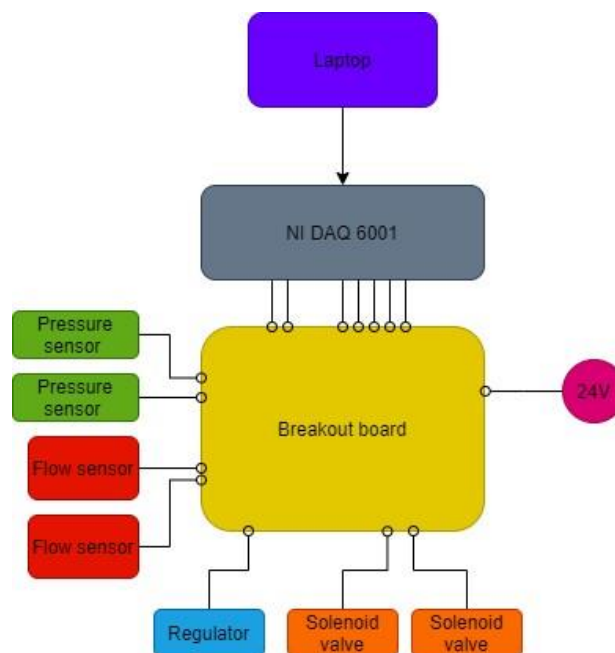 Laptop
NI DAQ 6001
Pressure
sensor
Pressure
sensor
24V
Breakout board
Flow sensor
Flow sensor
Regulator
Solenoid
valve
Solenoid
valve